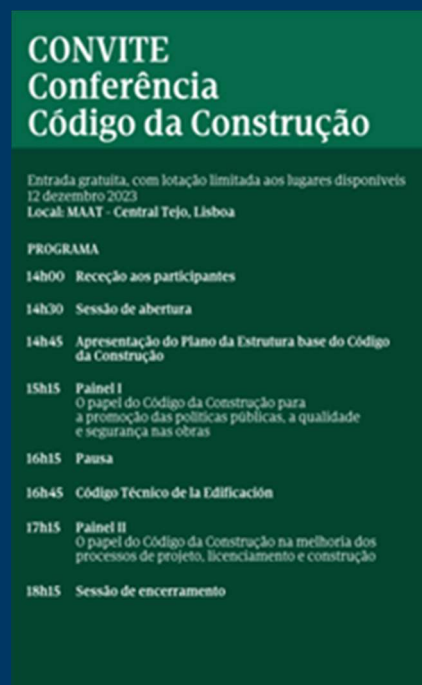 CONVITE
Conferência
Código da Construção
Entrada gratuita, com lotação limitada aos lugares disponíveis
12 dezembro 2023
Local: MAAT - Central Tejo, Lisboa
PROGRAMA
14h00 Receção aos participantes
14h30 Sessão de abertura
14h45 Apresentação do Plano da Estrutura base do Código
da Construção
15h15 Painel I
O papel do Código da Construção para
a promoção das políticas públicas, a qualidade
e segurança nas obras
16h15 Pausa
16h45 Código Técnico de la Edificación
17h15 Painel II
O papel do Código da Construção na melhoria dos
processos de projeto, licenciamento e construção
18h15 Sessão de encerramento